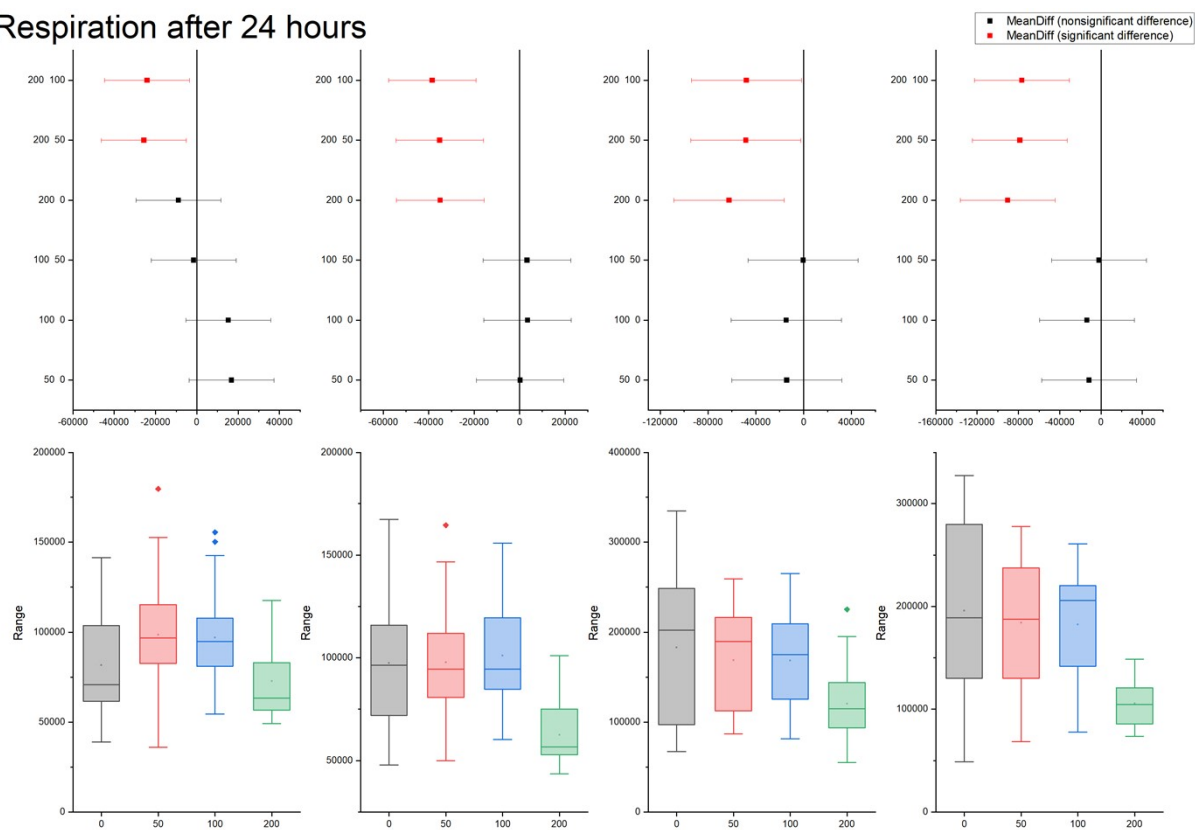 Respiration after 24 hours
MeanDiff (nonsignificant difference)
MeanDiff (significant difference)
200 100
200 50
200 0
100 50
100 0
50 0
-60000 -40000 -20000 0 20000 40000
200 100
200 50
200 0
100 50
100 0
50 0
-60000 -40000 -20000 0 20000
200 100
200 50
200 0
100 50
100 0
50 0
-120000 -80000 -40000 0 40000
200 100
200 50
200 0
100 50
100 0
50 0
-160000 -120000 -80000 -40000 0 40000
200000
150000
100000
50000
0
Range
0 50 100 200
200000
150000
100000
50000
Range
0 50 100 200
400000
300000
200000
100000
0
Range
0 50 100 200
300000
200000
100000
0
Range
0 50 100 200